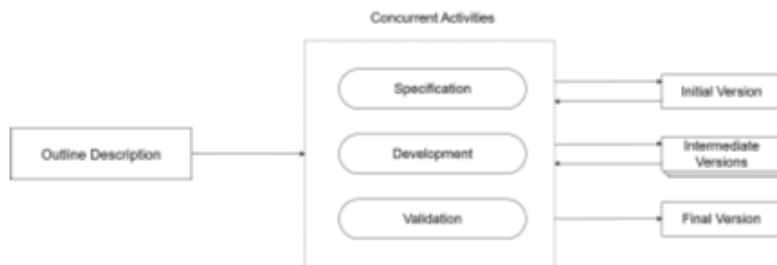 Concurrent Activities
Specification
Initial Version
Outline Description
Development
Intermediate
Versions
Validation
Final Version